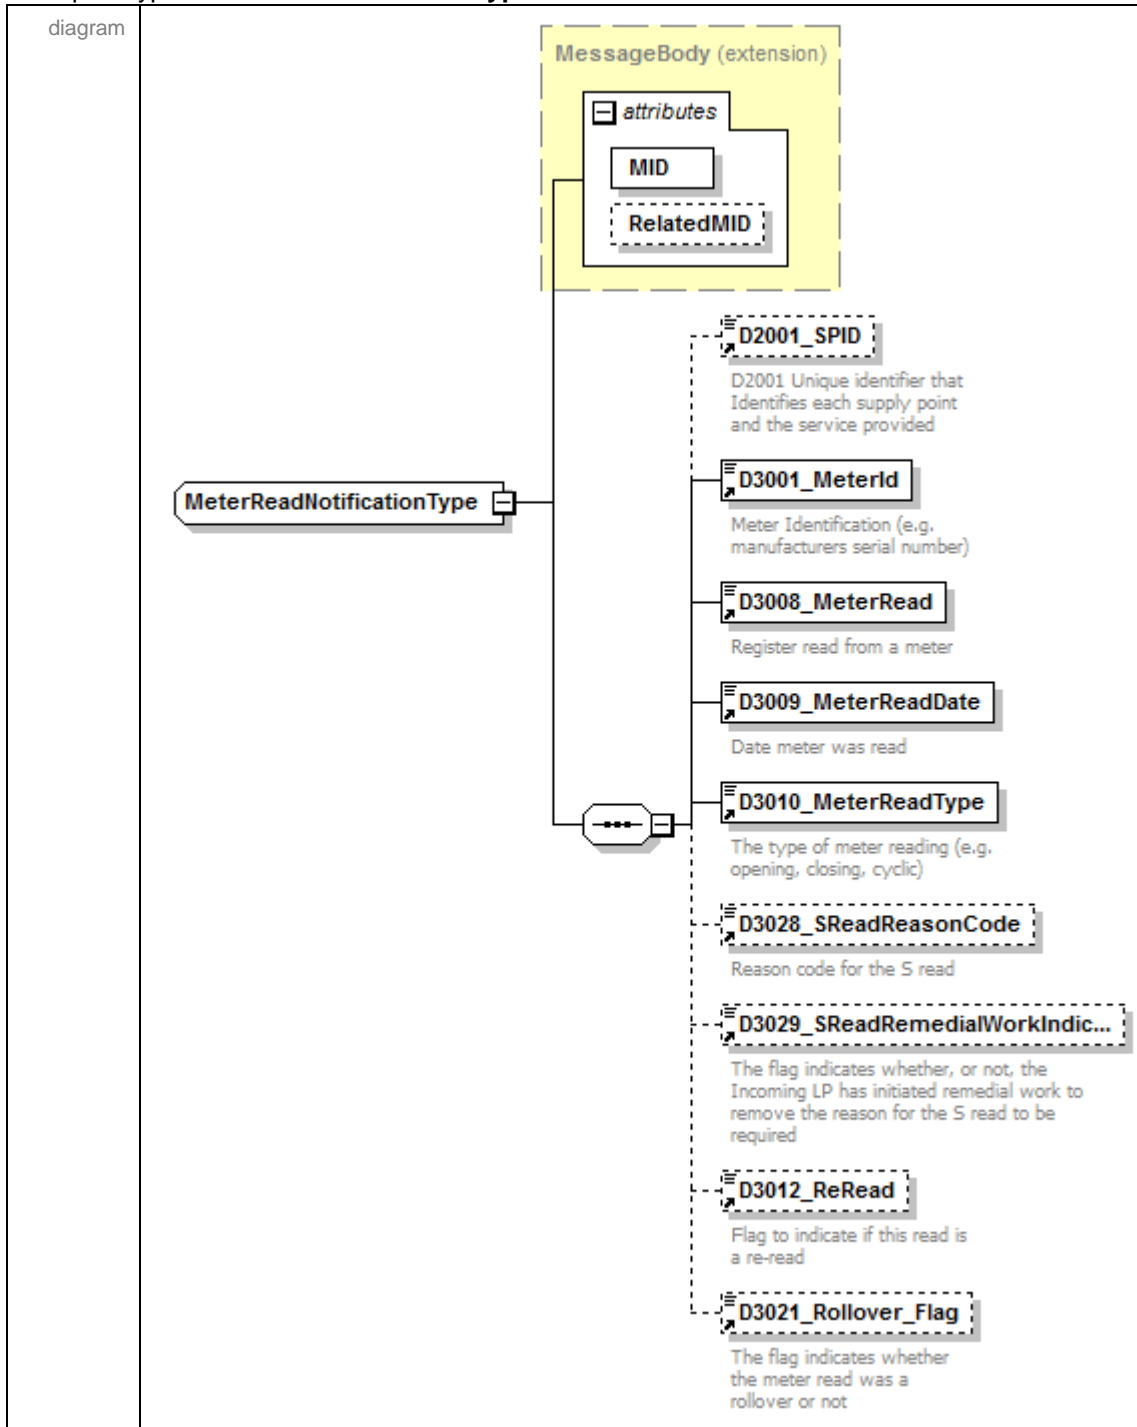 diagram
MessageBody (extension)
attributes
MID
RelatedMID
D2001_SPID
D2001 Unique identifier that
Identifies each supply point
and the service provided
MeterReadNotificationType
D3001_MeterId
Meter Identification (e.g.
manufacturers serial number)
D3008_MeterRead
Register read from a meter
D3009_MeterReadDate
Date meter was read
D3010_MeterReadType
The type of meter reading (e.g.
opening, closing, cyclic)
D3028_SReadReasonCode
Reason code for the S read
D3029_SReadRemedialWorkIndic...
The flag indicates whether, or not, the
Incoming LP has initiated remedial work to
remove the reason for the S read to be
required
D3012_ReRead
Flag to indicate if this read is
a re-read
D3021_Rollover_Flag
The flag indicates whether
the meter read was a
rollover or not